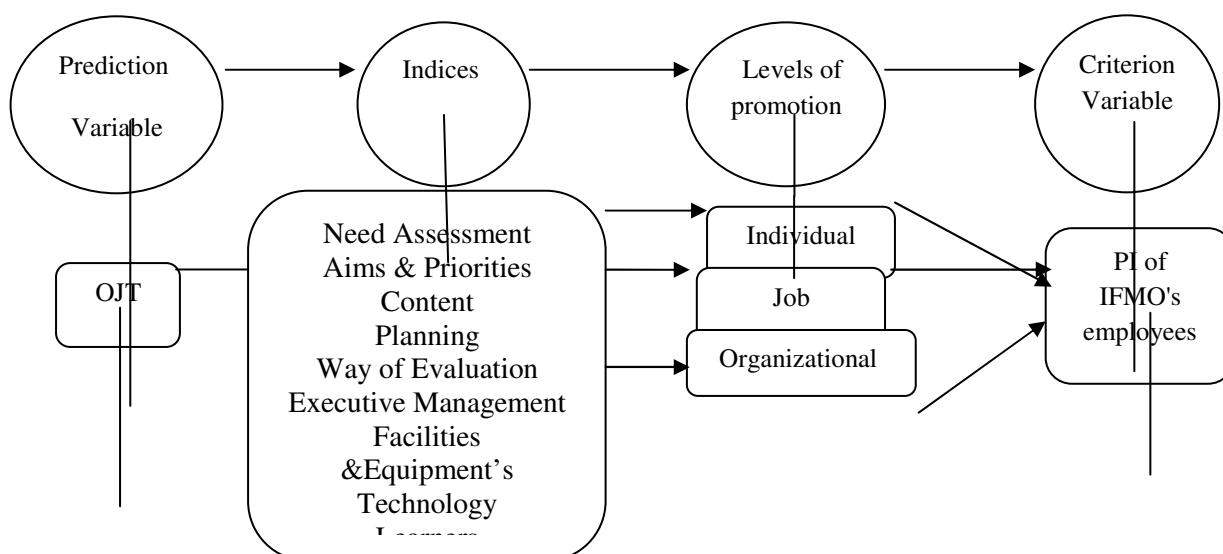 Prediction
Variable
Indices
Levels of
promotion
Criterion
Variable
OJT
Need Assessment
Aims & Priorities
Content
Planning
Way of Evaluation
Executive Management
Facilities
&Equipment’s
Technology
Learners
Individual
Job
Organizational
PI of
IFMO's
employees